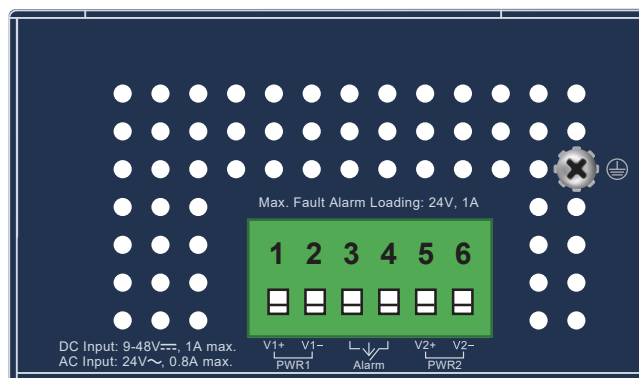 Max. Fault Alarm Loading: 24V, 1A
1 2 3 4 5 6
V1+ V1− V2+ V2−
PWR1 Alarm PWR2
DC Input: 9-48V⎓, 1A max.
AC Input: 24V∼, 0.8A max.